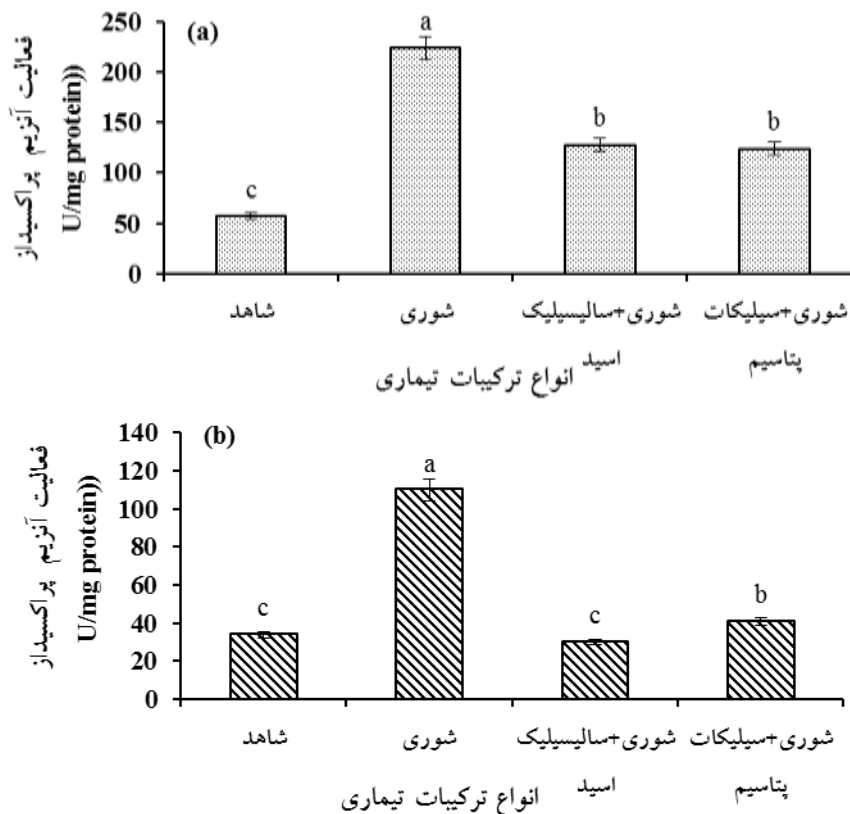 (a)
فعالیت آنزیم پراکسیداز
U/mg protein))
250
200
150
100
50
0
c
a
b
b
شاهد
شوری
شوری+سالیسیلیک
اسید
شوری+سیلیکات
پتاسیم
انواع ترکیبات تیماری
(b)
فعالیت آنزیم پراکسیداز
U/mg protein))
140
120
100
80
60
40
20
0
c
a
c
b
شاهد
شوری
شوری+سالیسیلیک
اسید
شوری+سیلیکات
پتاسیم
انواع ترکیبات تیماری